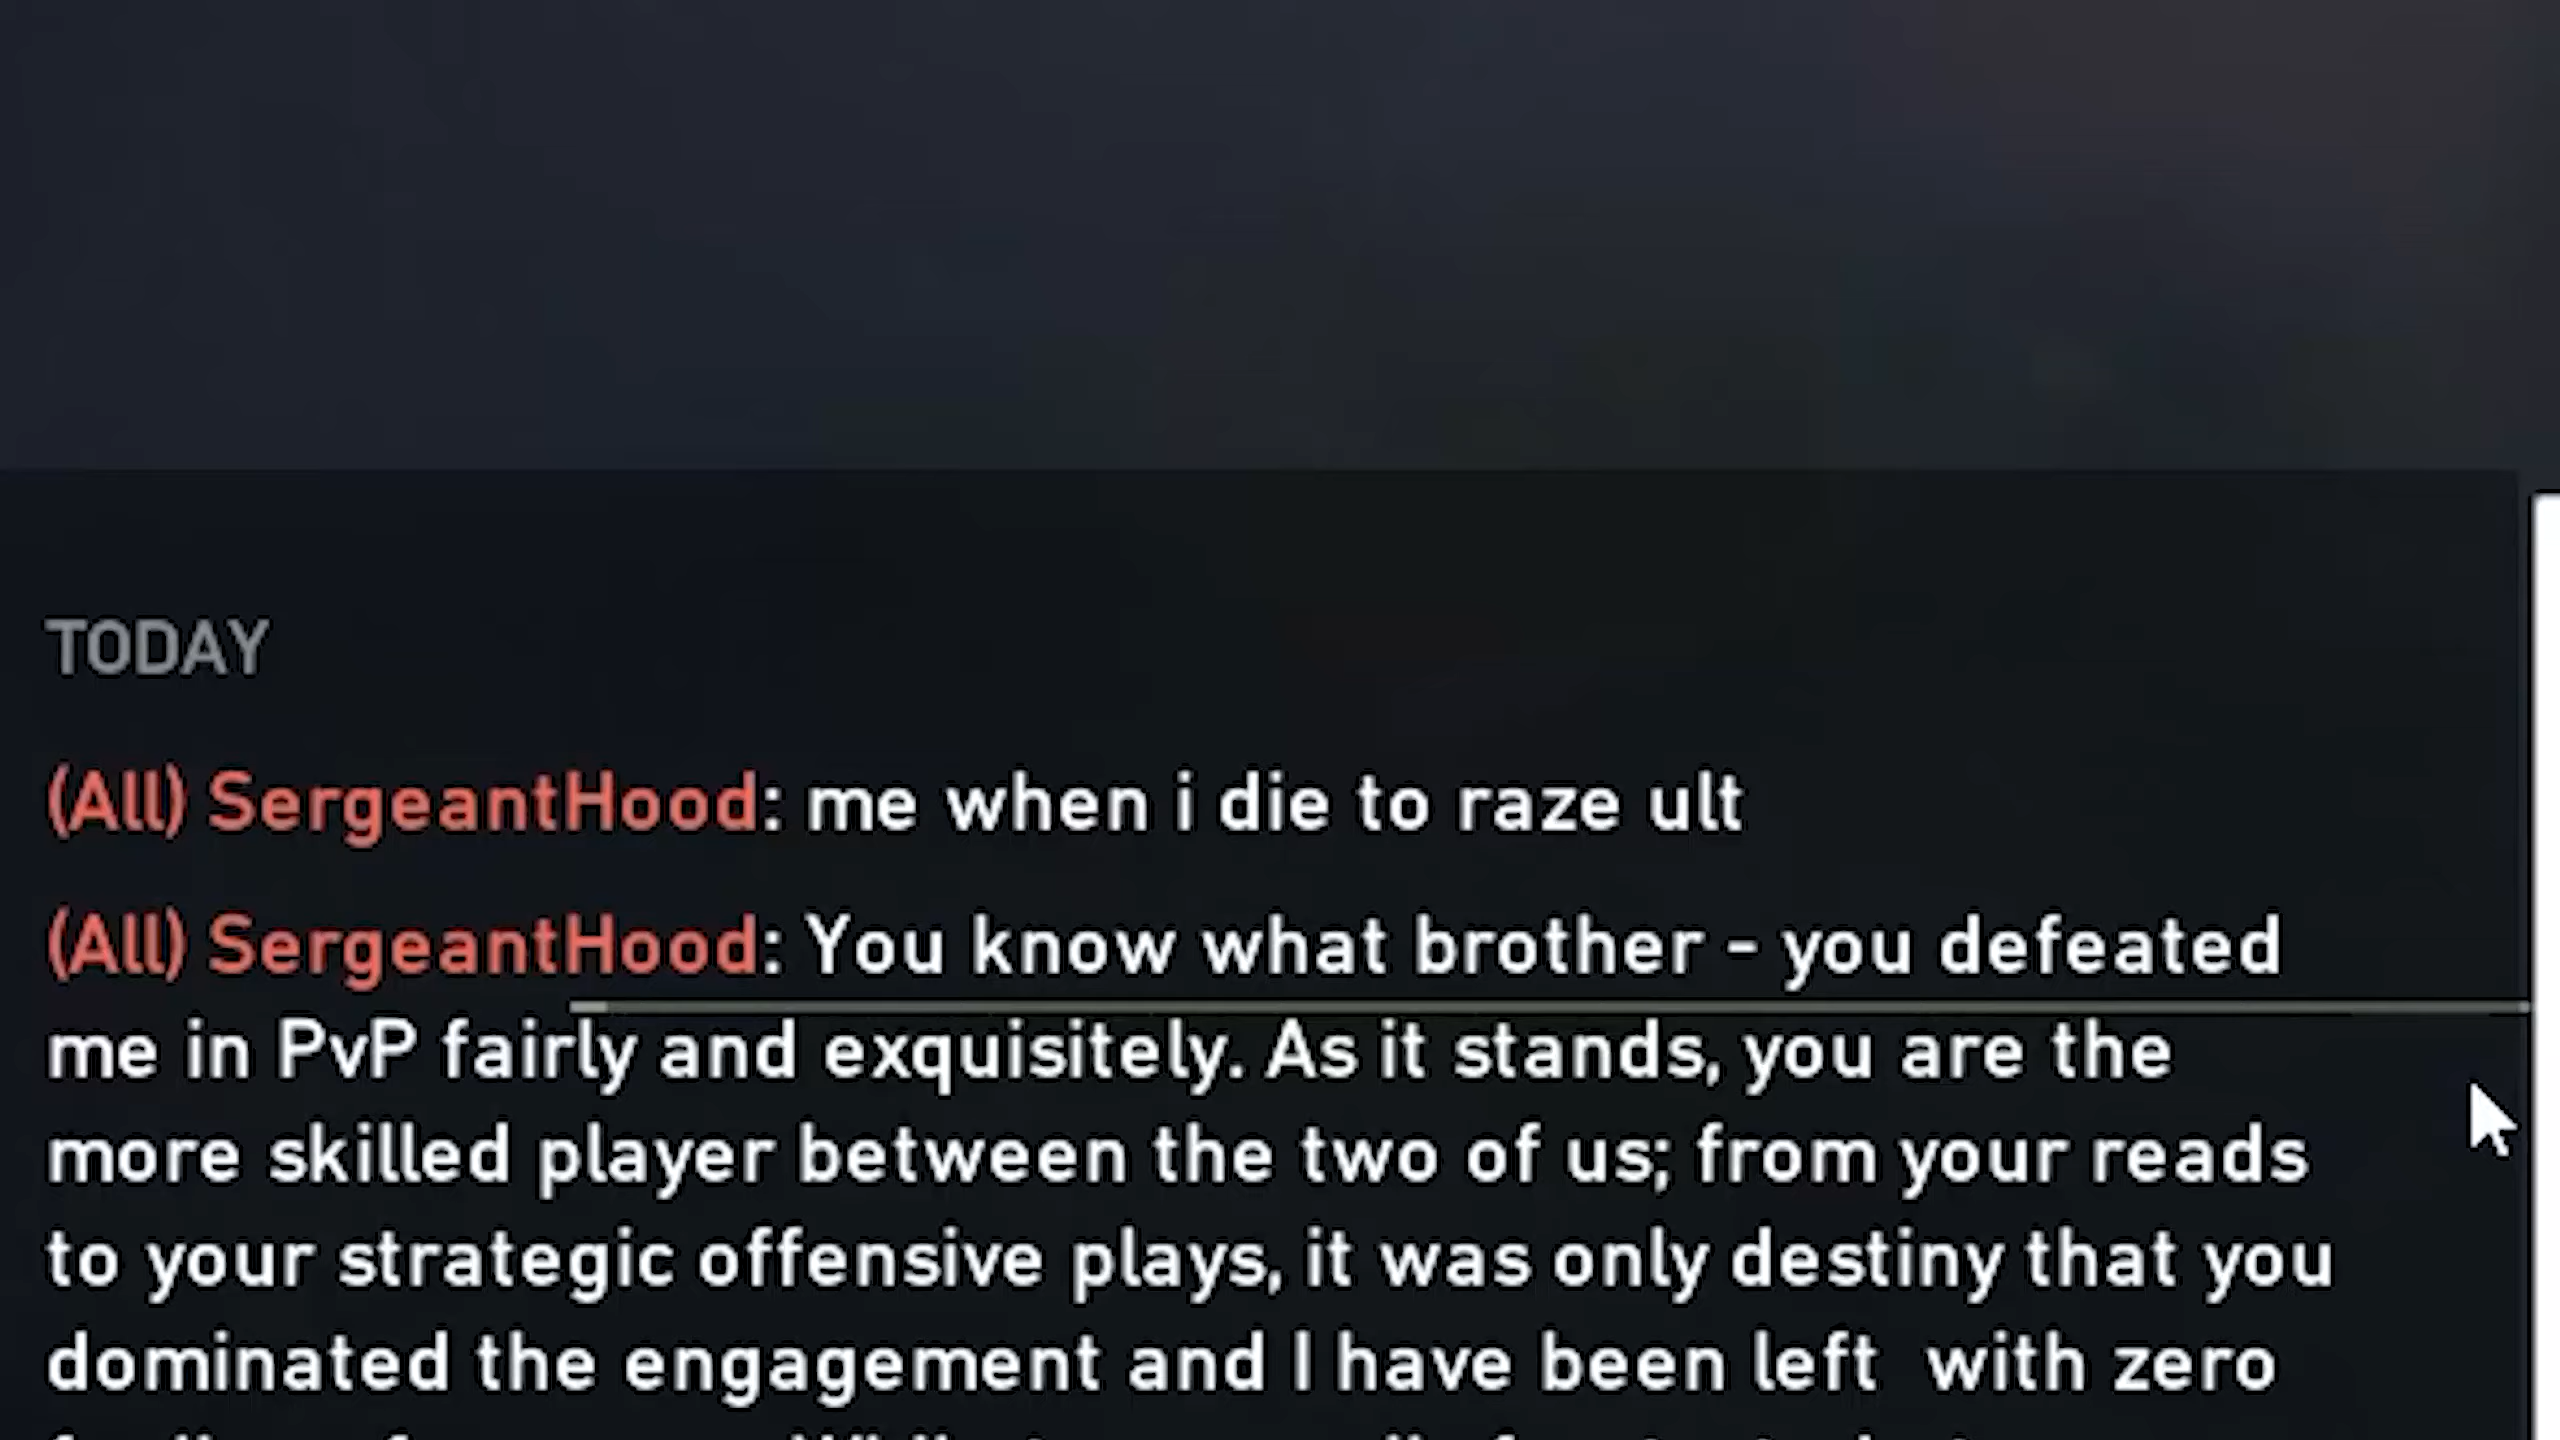 TODAY
(All) SergeantHood: me when i die to raze ult
(All) SergeantHood: You know what brother - you defeated
me in PvP fairly and exquisitely. As it stands, you are the
more skilled player between the two of us; from your reads
to your strategic offensive plays, it was only destiny that you
dominated the engagement and I have been left  with zero